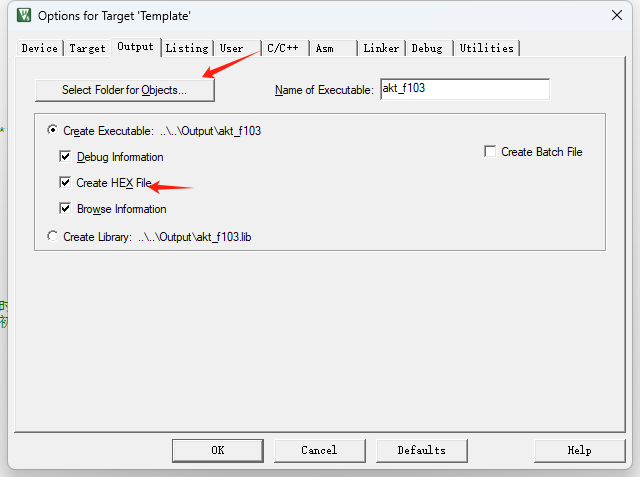 Options for Target 'Template'
Device Target Output Listing User C/C++ Asm Linker Debug Utilities
Select Folder for Objects... Name of Executable: akt_f103
*
Create Executable: ..\..\Output\akt_f103
Debug Information Create Batch File
Create HEX File
Browse Information
Create Library: ..\..\Output\akt_f103.lib
时
初
OK Cancel Defaults Help